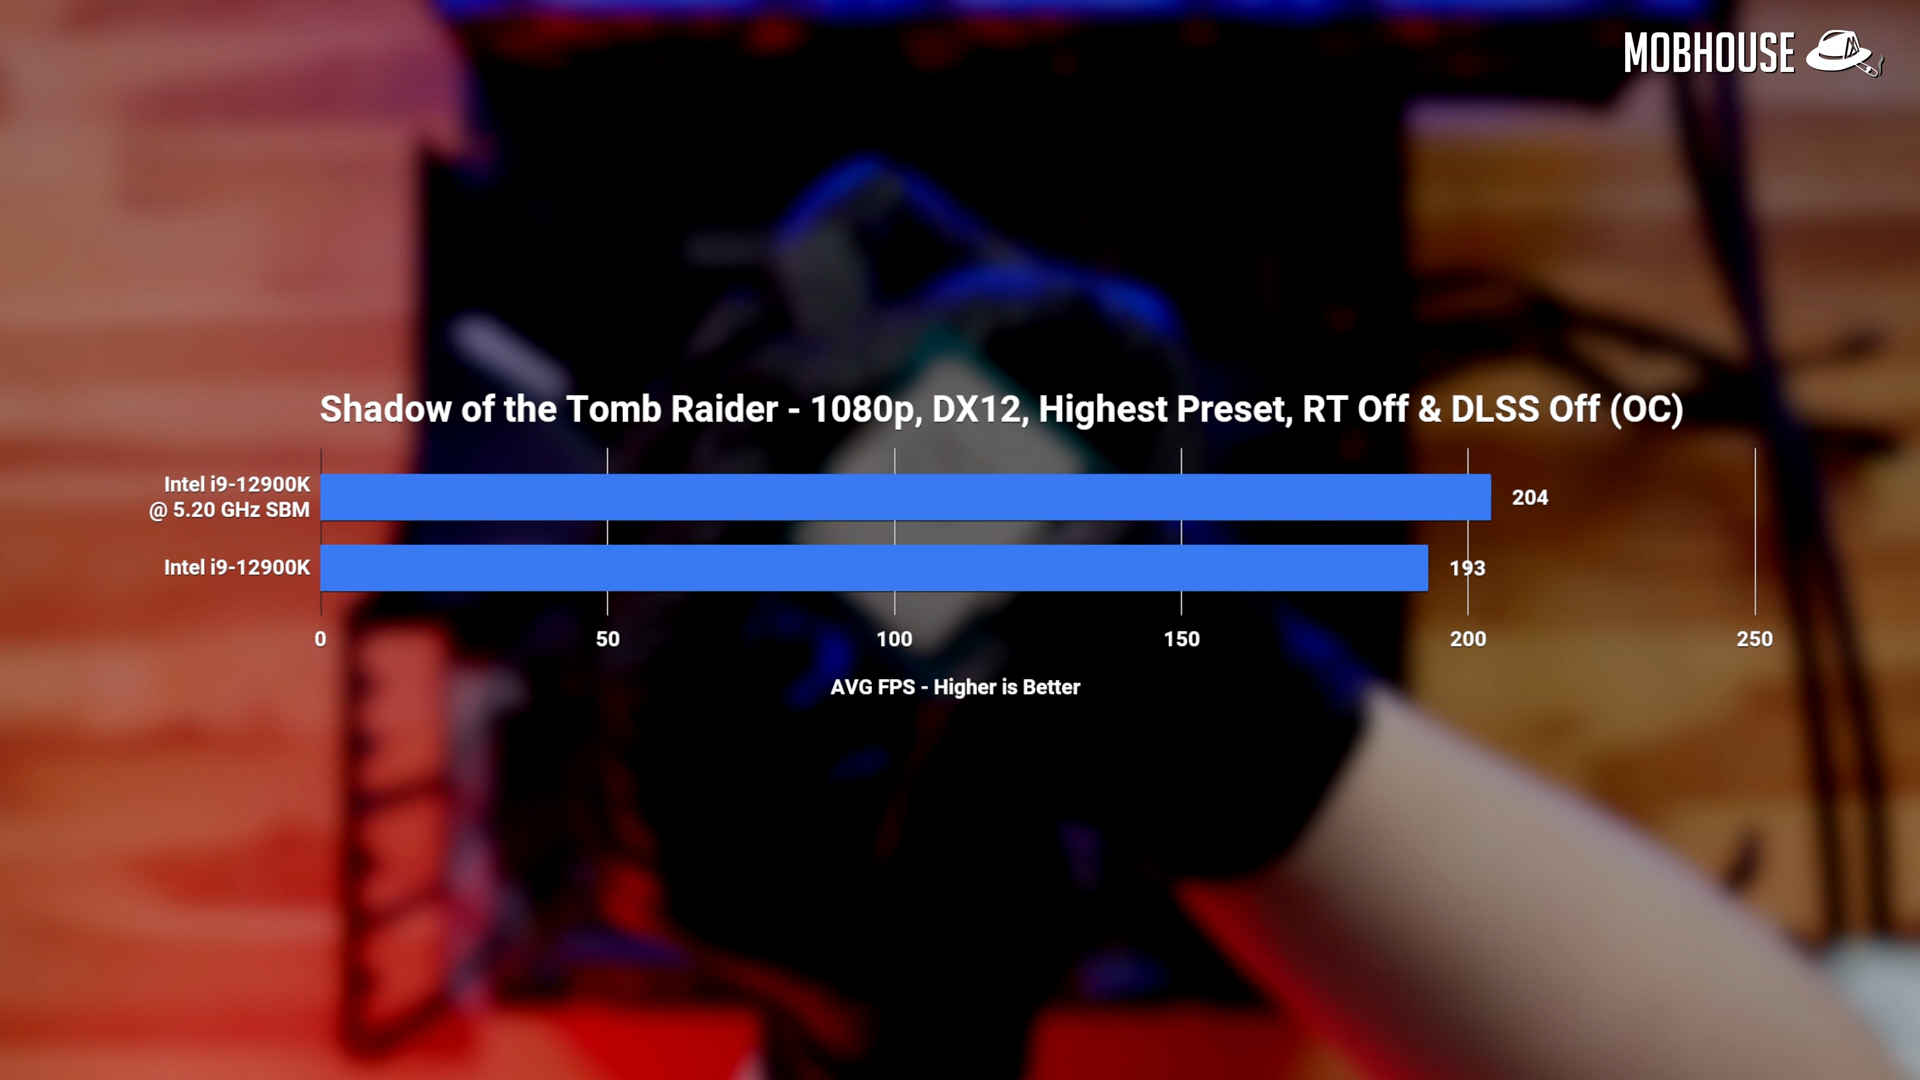 MOBHOUSE
Shadow of the Tomb Raider - 1080p, DX12, Highest Preset, RT Off & DLSS Off (OC)
Intel i9-12900K
@ 5.20 GHz SBM
204
Intel i9-12900K
193
0 50 100 150 200 250
AVG FPS - Higher is Better